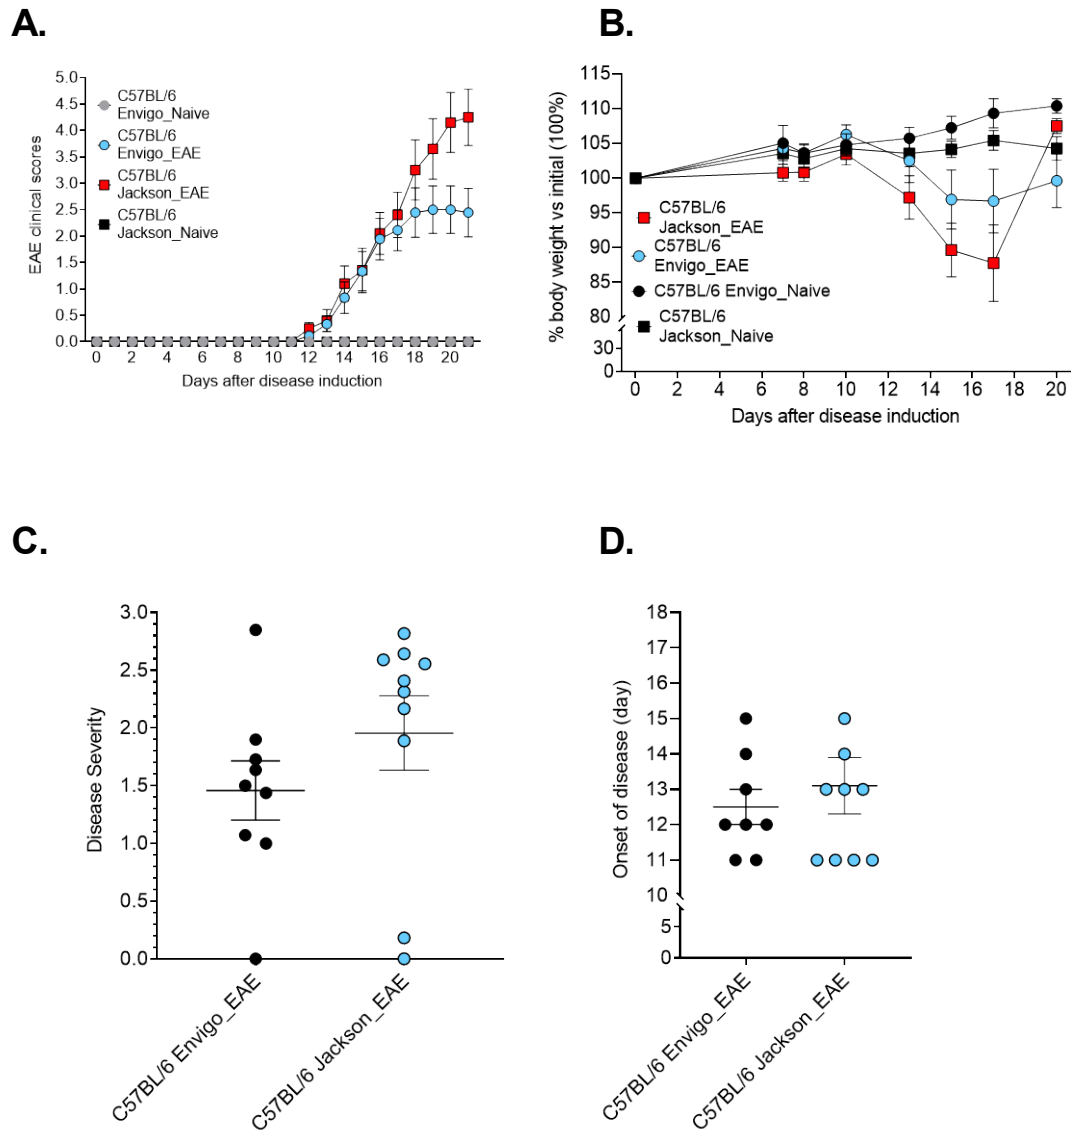 A.
EAE clinical scores
5.0
4.5
4.0
3.5
3.0
2.5
2.0
1.5
1.0
0.5
0.0
C57BL/6
Envigo_Naive
C57BL/6
Envigo_EAE
C57BL/6
Jackson_EAE
C57BL/6
Jackson_Naive
0 2 4 6 8 10 12 14 16 18 20
Days after disease induction
B.
% body weight vs initial (100%)
115
110
105
100
95
90
85
80
30
0
C57BL/6
Jackson_EAE
C57BL/6
Envigo_EAE
C57BL/6 Envigo_Naive
C57BL/6
Jackson_Naive
0 2 4 6 8 10 12 14 16 18 20
Days after disease induction
C.
Disease Severity
3.0
2.5
2.0
1.5
1.0
0.5
0.0
C57BL/6 Envigo_EAE
C57BL/6 Jackson_EAE
D.
Onset of disease (day)
18
17
16
15
14
13
12
11
10
5
0
C57BL/6 Envigo_EAE
C57BL/6 Jackson_EAE